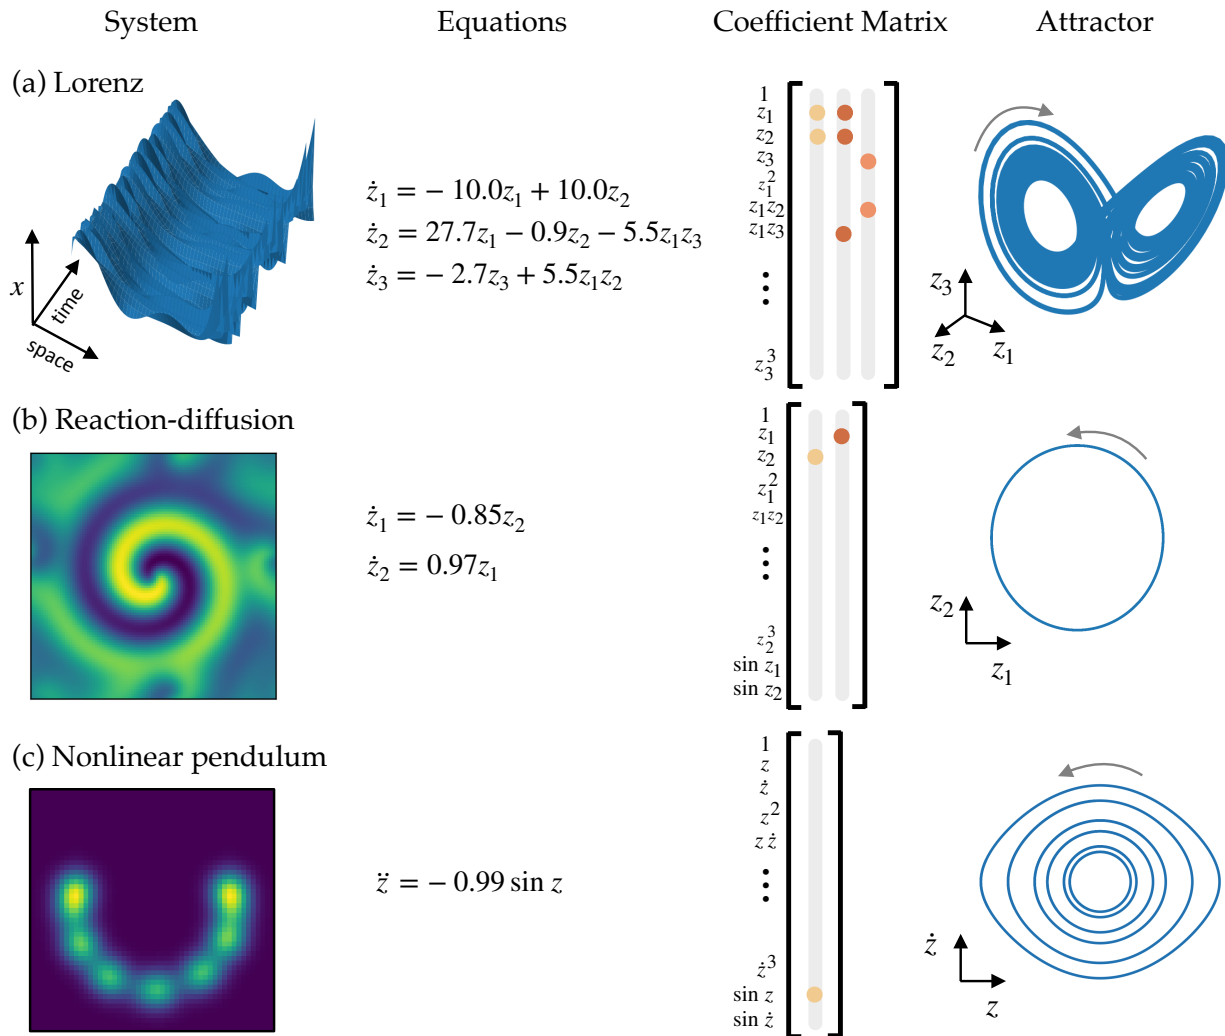 System Equations Coefficient Matrix Attractor
(a) Lorenz
x
time
space
ż₁ = − 10.0z₁ + 10.0z₂
ż₂ = 27.7z₁ − 0.9z₂ − 5.5z₁z₃
ż₃ = − 2.7z₃ + 5.5z₁z₂
1
z₁
z₂
z₃
z₁²
z₁z₂
z₁z₃
⋮
z₃³
z₃
z₂ z₁
(b) Reaction-diffusion
ż₁ = − 0.85z₂
ż₂ = 0.97z₁
1
z₁
z₂
z₁²
z₁z₂
⋮
z₂³
sin z₁
sin z₂
z₂
z₁
(c) Nonlinear pendulum
z̈ = − 0.99 sin z
1
z
ż
z²
z ż
⋮
ż³
sin z
sin ż
ż
z